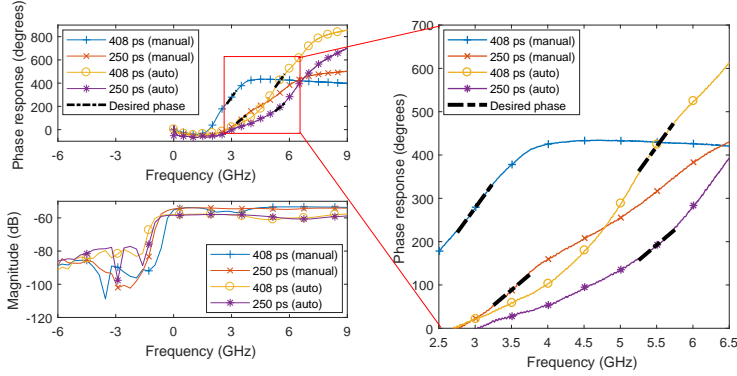 Phase response (degrees)
800
600
400
200
0
408 ps (manual)
250 ps (manual)
408 ps (auto)
250 ps (auto)
Desired phase
-6 -3 0 3 6 9
Frequency (GHz)
Magnitude (dB)
-60
-80
-100
-120
408 ps (manual)
250 ps (manual)
408 ps (auto)
250 ps (auto)
-6 -3 0 3 6 9
Frequency (GHz)
Phase response (degrees)
700
600
500
400
300
200
100
0
408 ps (manual)
250 ps (manual)
408 ps (auto)
250 ps (auto)
Desired phase
2.5 3 3.5 4 4.5 5 5.5 6 6.5
Frequency (GHz)